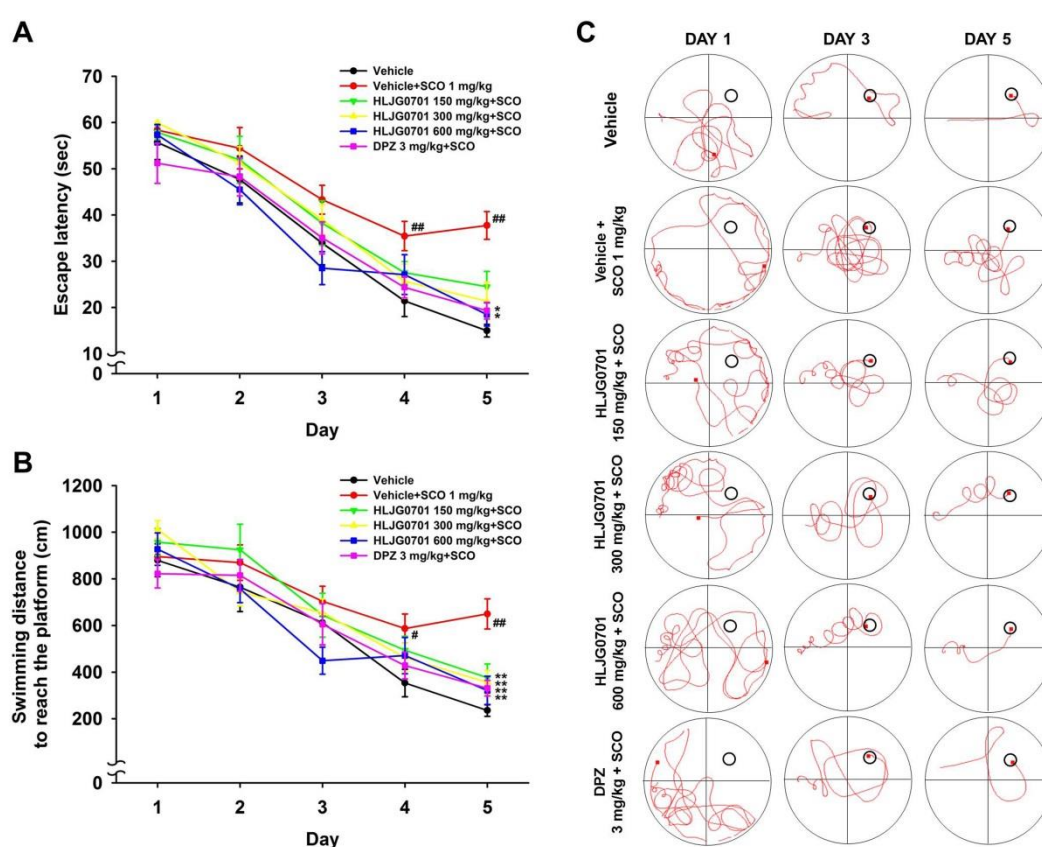 A
Vehicle
Vehicle+SCO 1 mg/kg
HLJG0701 150 mg/kg+SCO
HLJG0701 300 mg/kg+SCO
HLJG0701 600 mg/kg+SCO
DPZ 3 mg/kg+SCO
Escape latency (sec)
70
60
50
40
30
20
10
0
##
##
*
*
1 2 3 4 5
Day
B
Vehicle
Vehicle+SCO 1 mg/kg
HLJG0701 150 mg/kg+SCO
HLJG0701 300 mg/kg+SCO
HLJG0701 600 mg/kg+SCO
DPZ 3 mg/kg+SCO
Swimming distance
to reach the platform (cm)
1200
1000
800
600
400
200
0
#
##
**
**
**
**
1 2 3 4 5
Day
C
DAY 1 DAY 3 DAY 5
Vehicle
Vehicle +
SCO 1 mg/kg
HLJG0701
150 mg/kg + SCO
HLJG0701
300 mg/kg + SCO
HLJG0701
600 mg/kg + SCO
DPZ
3 mg/kg + SCO